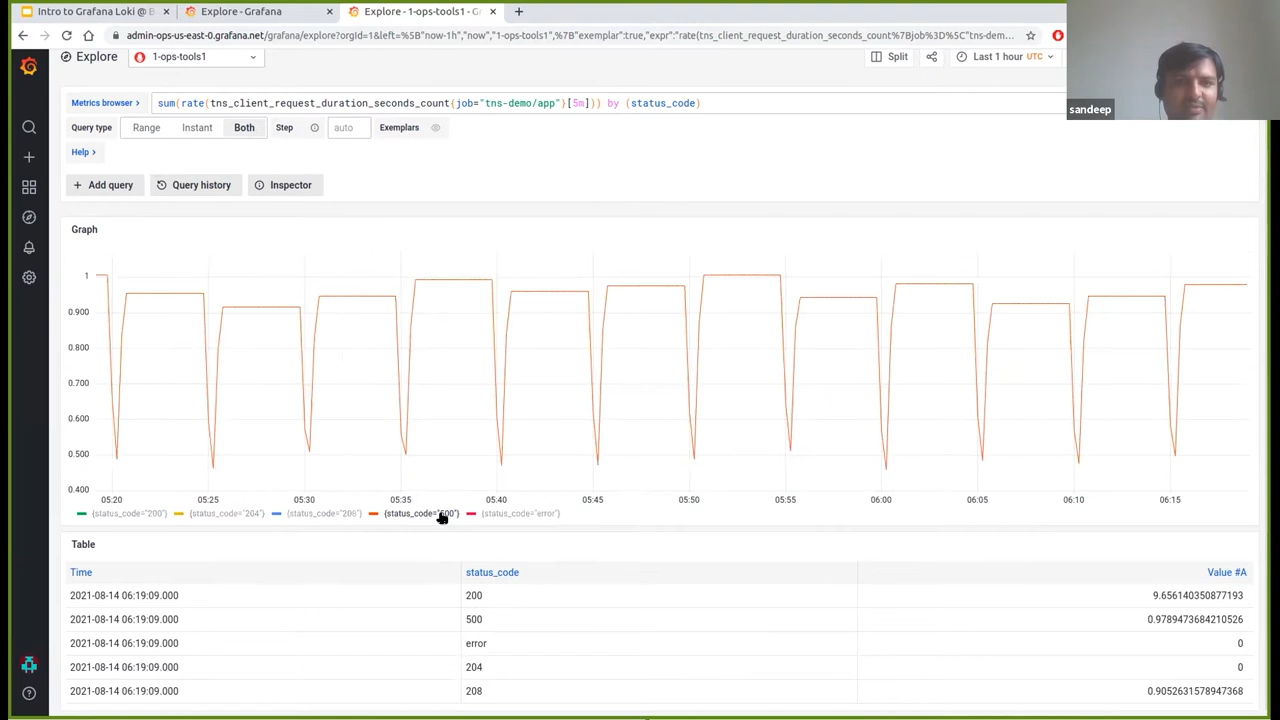 Intro to Grafana Loki @ B
Explore - Grafana
Explore - 1-ops-tools1 - G
admin-ops-us-east-0.grafana.net/grafana/explore?orgId=1&left=%5B"now-1h","now","1-ops-tools1",%7B"exemplar":true,"expr":"rate(tns_client_request_duration_seconds_count%7Bjob%3D%5C"tns-dem...
Explore
1-ops-tools1
Split
Last 1 hour UTC
sandeep
Metrics browser >
sum(rate(tns_client_request_duration_seconds_count{job="tns-demo/app"}[5m])) by (status_code)
Query type
Range
Instant
Both
Step
auto
Exemplars
Help >
+ Add query
Query history
Inspector
Graph
1
0.900
0.800
0.700
0.600
0.500
0.400
05:20 05:25 05:30 05:35 05:40 05:45 05:50 05:55 06:00 06:05 06:10 06:15
{status_code="200"} {status_code="204"} {status_code="208"} {status_code="500"} {status_code="error"}
Table
Time status_code Value #A
2021-08-14 06:19:09.000 200 9.656140350877193
2021-08-14 06:19:09.000 500 0.9789473684210526
2021-08-14 06:19:09.000 error 0
2021-08-14 06:19:09.000 204 0
2021-08-14 06:19:09.000 208 0.9052631578947368